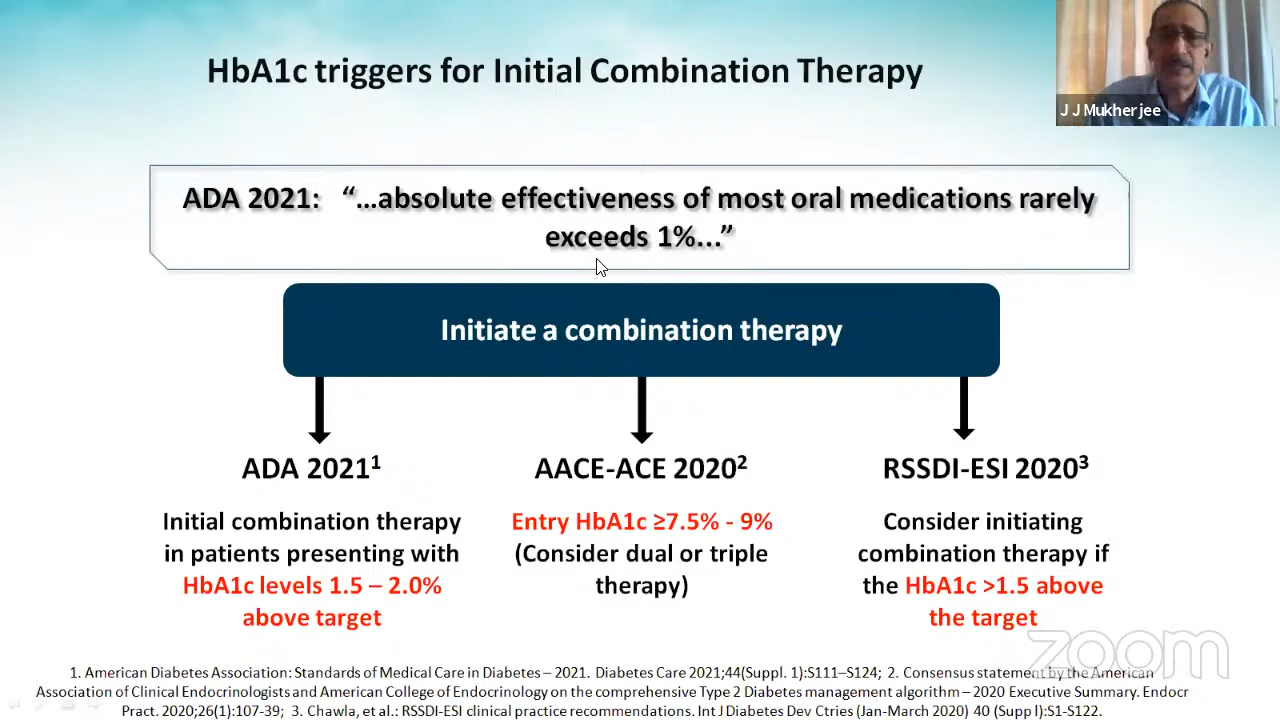 HbA1c triggers for Initial Combination Therapy
J J Mukherjee
ADA 2021: “…absolute effectiveness of most oral medications rarely
exceeds 1%...”
Initiate a combination therapy
ADA 2021¹
Initial combination therapy
in patients presenting with
HbA1c levels 1.5 – 2.0%
above target
AACE-ACE 2020²
Entry HbA1c ≥7.5% - 9%
(Consider dual or triple
therapy)
RSSDI-ESI 2020³
Consider initiating
combination therapy if
the HbA1c >1.5 above
the target
zoom
1. American Diabetes Association: Standards of Medical Care in Diabetes – 2021. Diabetes Care 2021;44(Suppl. 1):S111–S124; 2. Consensus statement by the American
Association of Clinical Endocrinologists and American College of Endocrinology on the comprehensive Type 2 Diabetes management algorithm – 2020 Executive Summary. Endocr
Pract. 2020;26(1):107-39; 3. Chawla, et al.: RSSDI-ESI clinical practice recommendations. Int J Diabetes Dev Ctries (Jan-March 2020) 40 (Supp I):S1-S122.